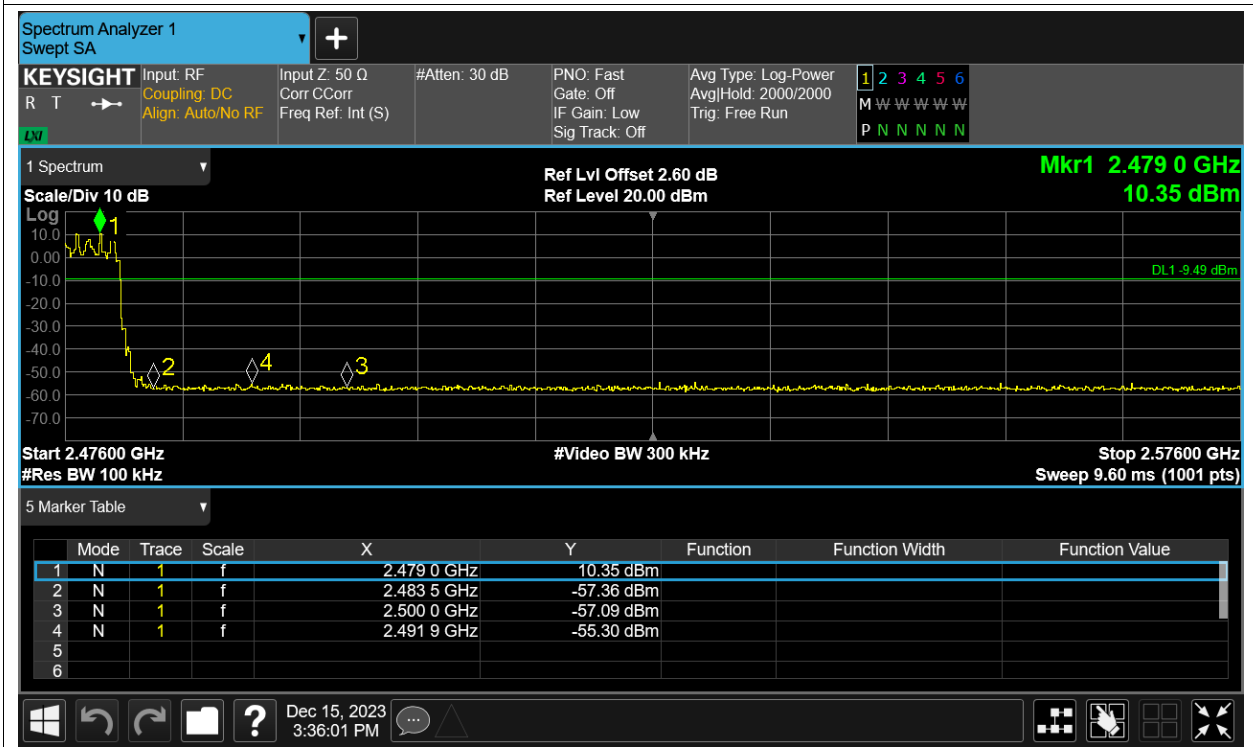 Spectrum Analyzer 1
Swept SA
KEYSIGHT
R T
LXI
Input: RF
Coupling: DC
Align: Auto/No RF
Input Z: 50 Ω
Corr CCorr
Freq Ref: Int (S)
#Atten: 30 dB
PNO: Fast
Gate: Off
IF Gain: Low
Sig Track: Off
Avg Type: Log-Power
Avg|Hold: 2000/2000
Trig: Free Run
1 2 3 4 5 6
M W W W W W
P N N N N N
1 Spectrum
Scale/Div 10 dB
Ref Lvl Offset 2.60 dB
Ref Level 20.00 dBm
Mkr1 2.479 0 GHz
10.35 dBm
Log
10.0
0.00
-10.0
-20.0
-30.0
-40.0
-50.0
-60.0
-70.0
1
DL1 -9.49 dBm
2
4
3
Start 2.47600 GHz
#Video BW 300 kHz
Stop 2.57600 GHz
#Res BW 100 kHz
Sweep 9.60 ms (1001 pts)
5 Marker Table
Mode Trace Scale X Y Function Function Width Function Value
1 N 1 f 2.479 0 GHz 10.35 dBm
2 N 1 f 2.483 5 GHz -57.36 dBm
3 N 1 f 2.500 0 GHz -57.09 dBm
4 N 1 f 2.491 9 GHz -55.30 dBm
5
6
?
Dec 15, 2023
3:36:01 PM